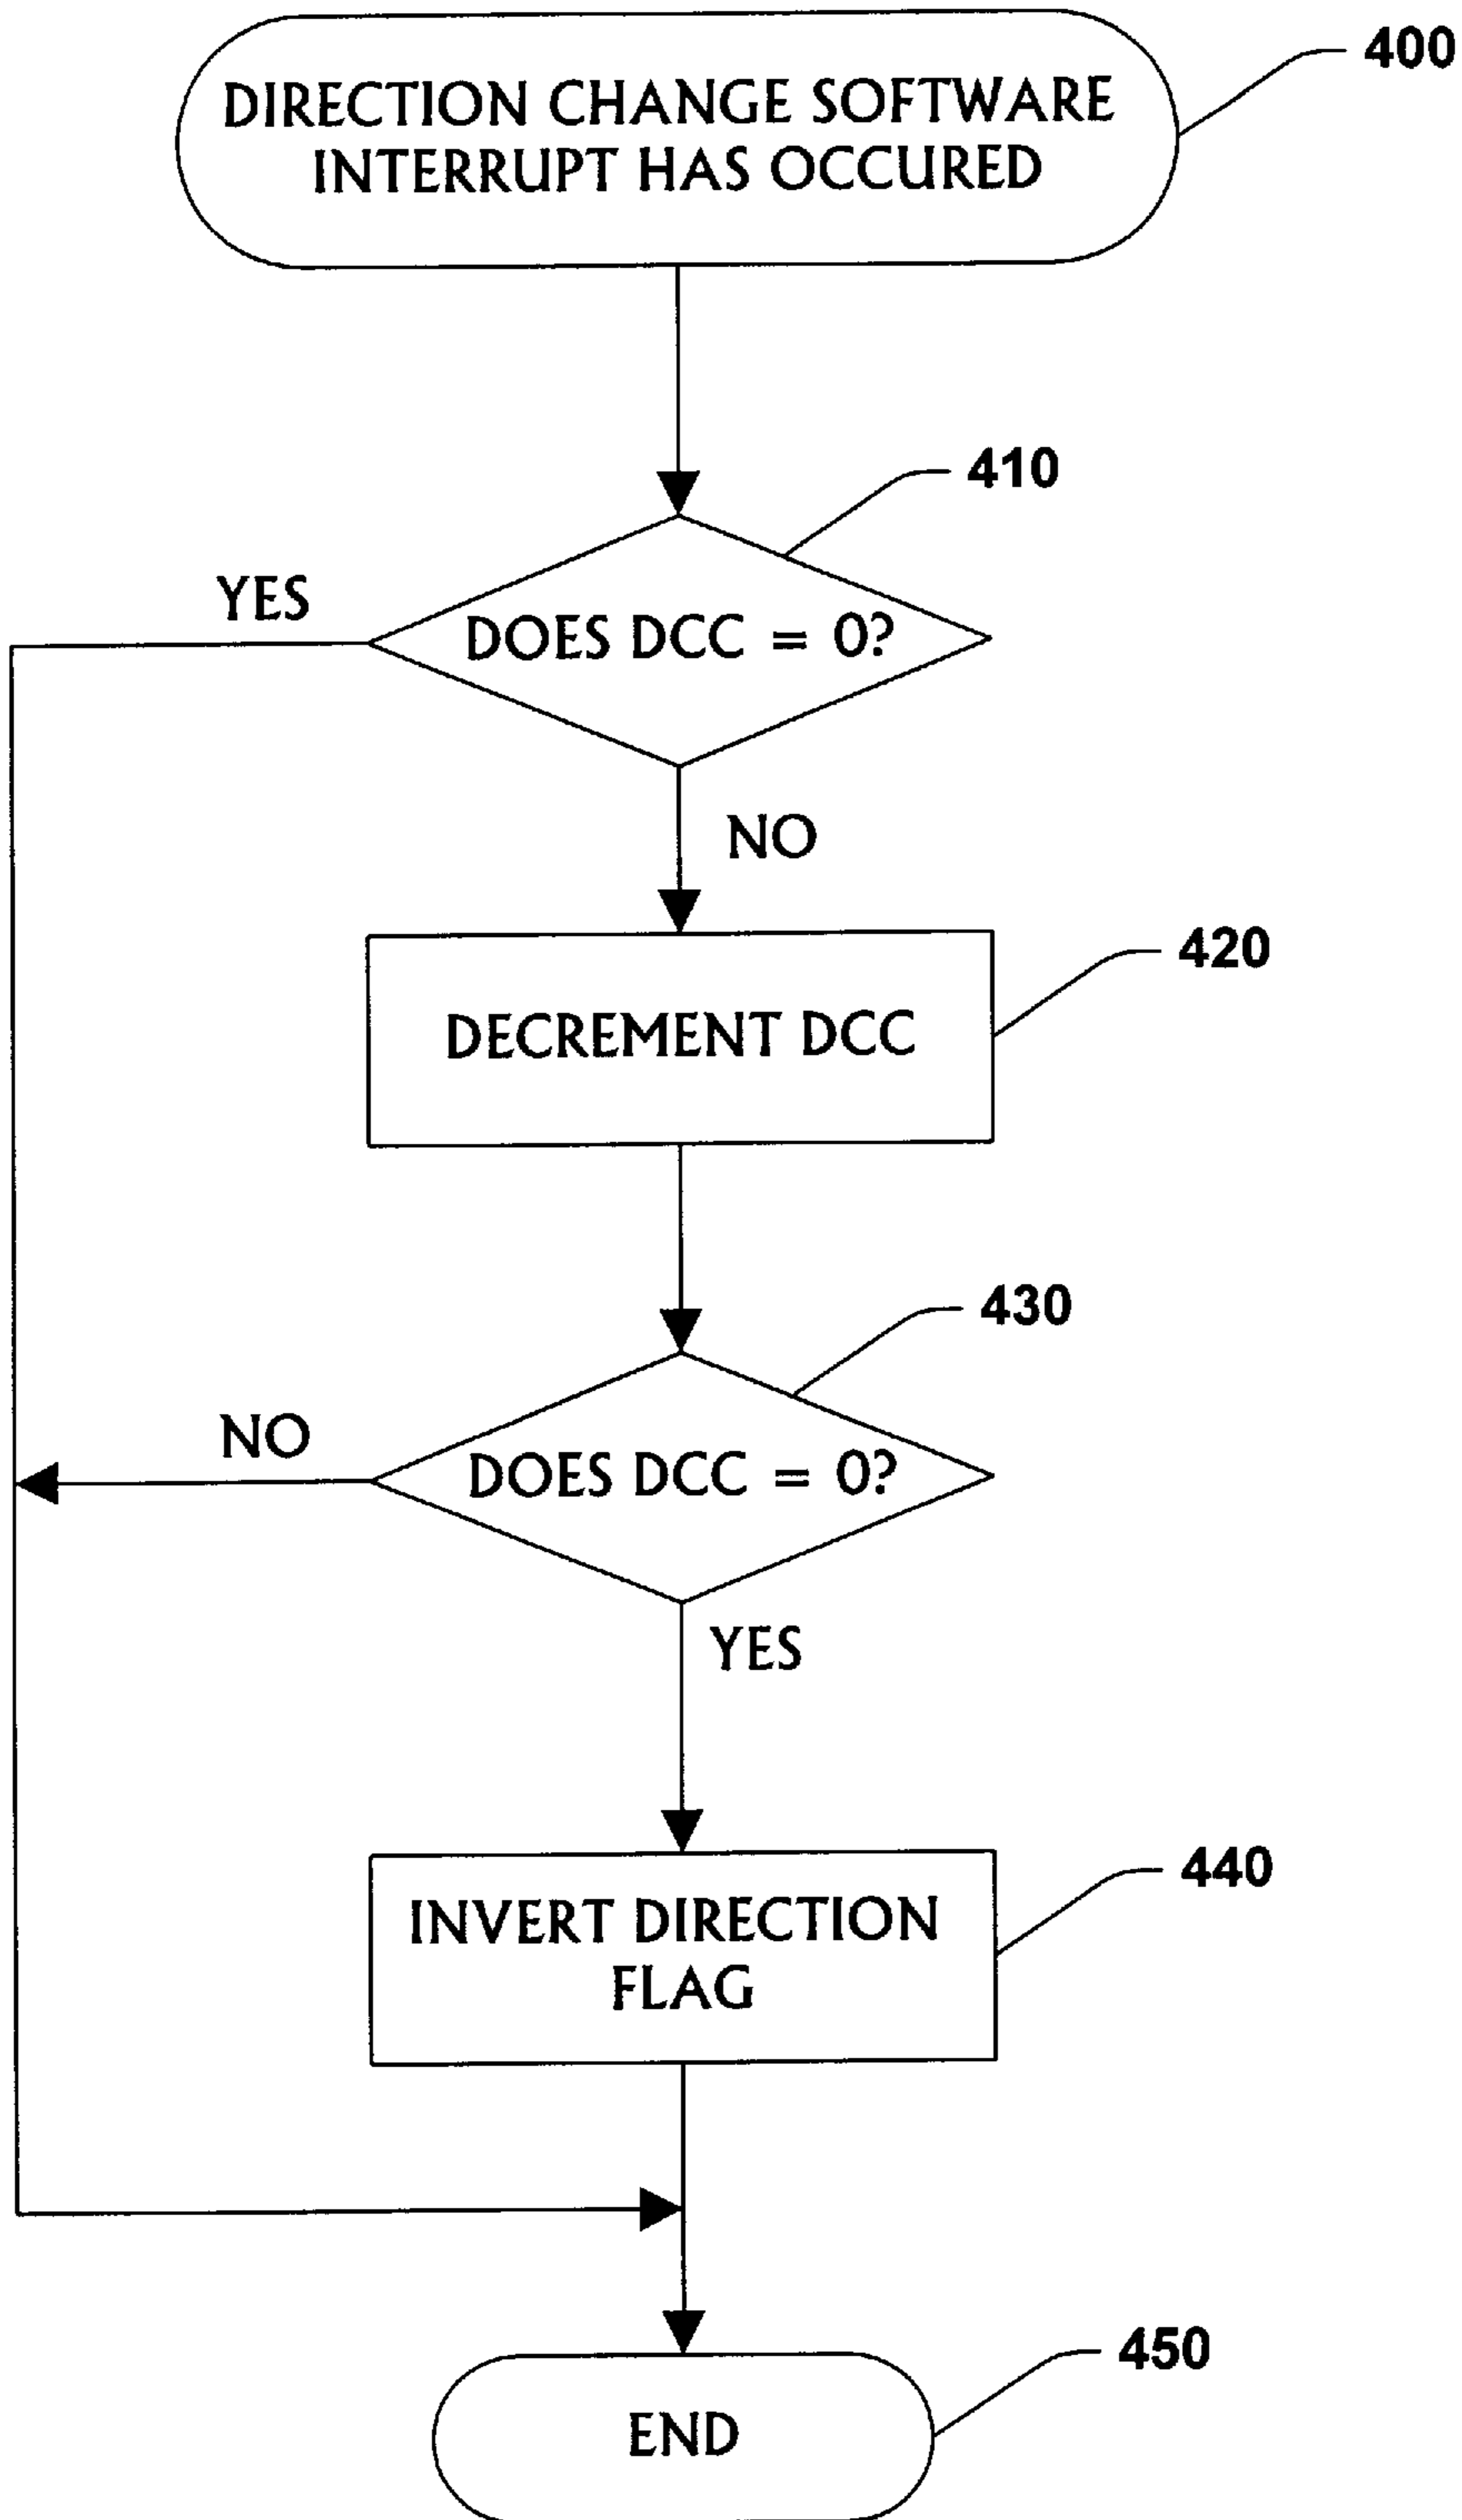 DIRECTION CHANGE SOFTWARE
INTERRUPT HAS OCCURED
400
410
YES
DOES DCC = 0?
NO
420
DECREMENT DCC
430
NO
DOES DCC = 0?
YES
440
INVERT DIRECTION
FLAG
450
END